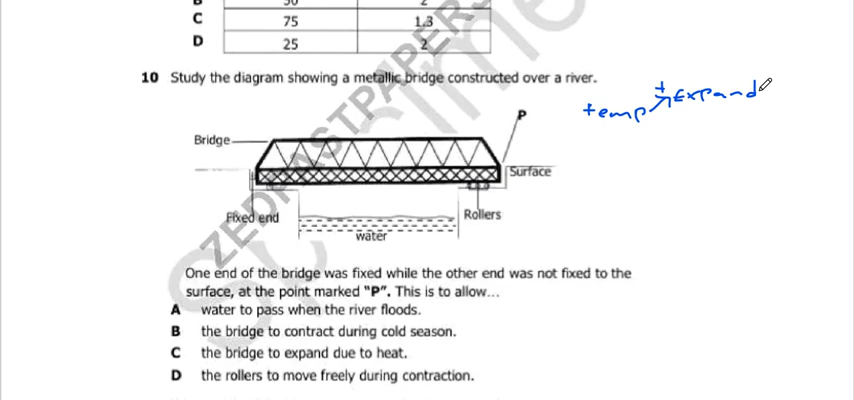 B 50 2
C 75 1.3
D 25 2
10 Study the diagram showing a metallic bridge constructed over a river.
temp↑ Expand
P
Bridge
Surface
Fixed end
Rollers
water
One end of the bridge was fixed while the other end was not fixed to the
surface, at the point marked "P". This is to allow...
A water to pass when the river floods.
B the bridge to contract during cold season.
C the bridge to expand due to heat.
D the rollers to move freely during contraction.